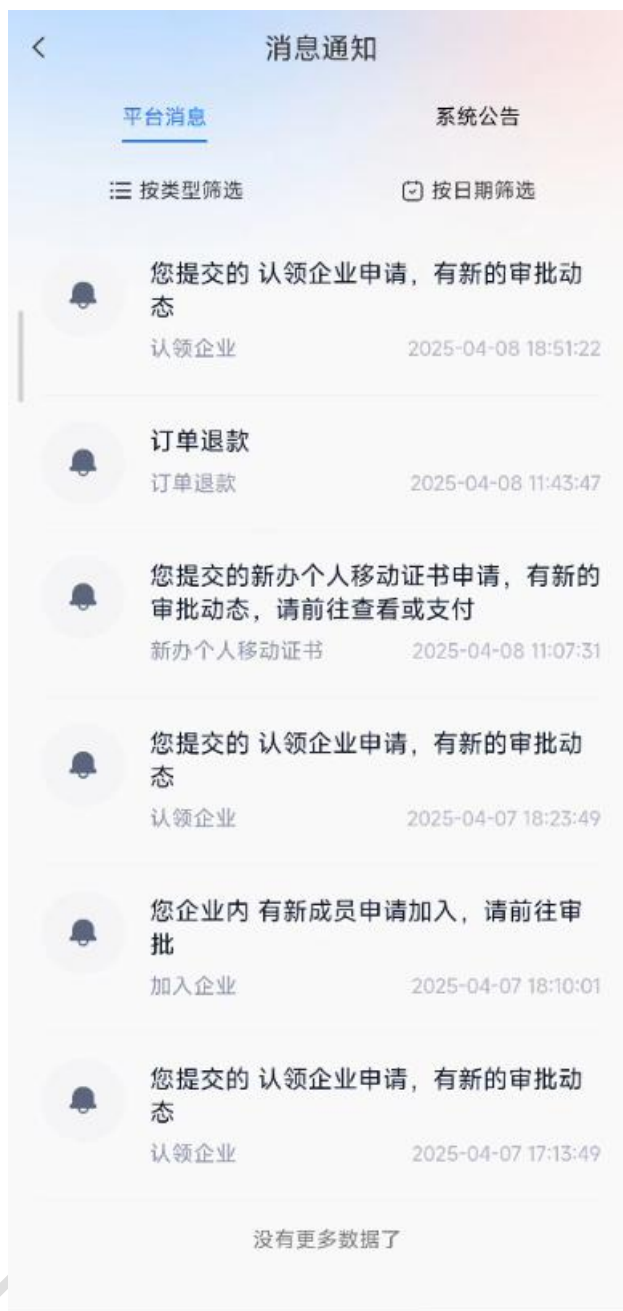 消息通知
平台消息 系统公告
按类型筛选 按日期筛选
您提交的 认领企业申请，有新的审批动
态
认领企业 2025-04-08 18:51:22
订单退款
订单退款 2025-04-08 11:43:47
您提交的新办个人移动证书申请，有新的
审批动态，请前往查看或支付
新办个人移动证书 2025-04-08 11:07:31
您提交的 认领企业申请，有新的审批动
态
认领企业 2025-04-07 18:23:49
您企业内 有新成员申请加入，请前往审
批
加入企业 2025-04-07 18:10:01
您提交的 认领企业申请，有新的审批动
态
认领企业 2025-04-07 17:13:49
没有更多数据了